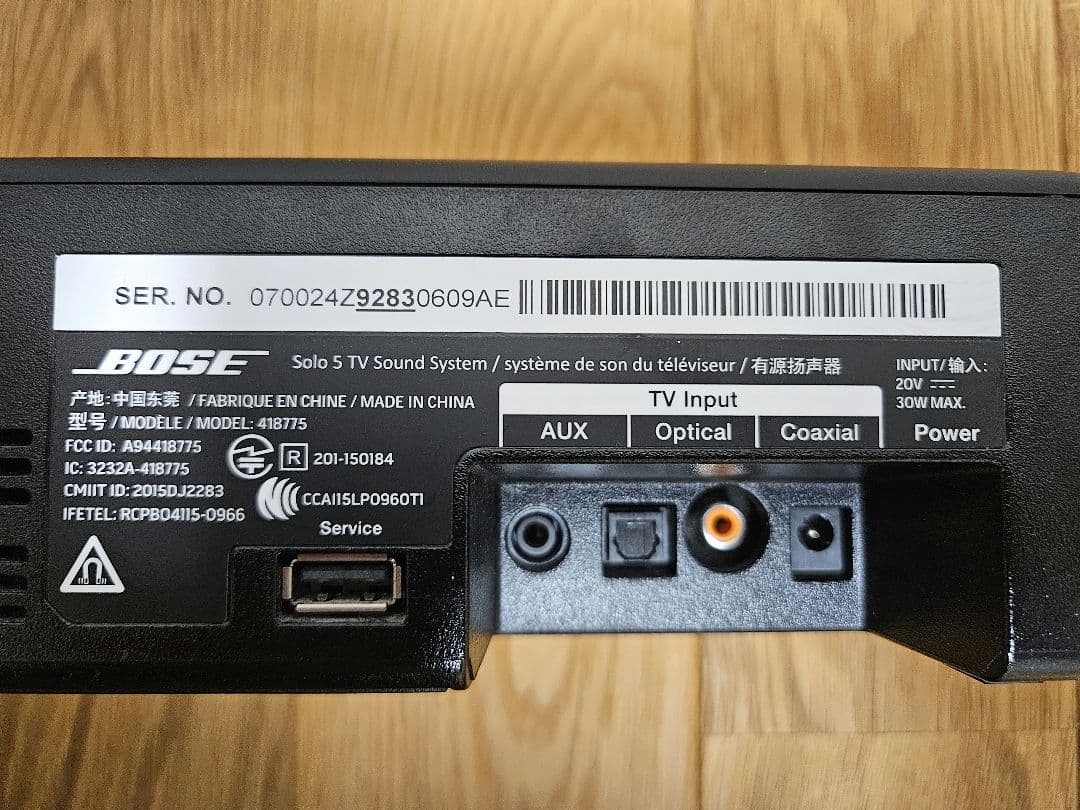 SER. NO. 070024Z92830609AE
BOSE Solo 5 TV Sound System / système de son du téléviseur / 有源扬声器
产地:中国东莞 / FABRIQUE EN CHINE / MADE IN CHINA
型号 / MODÈLE / MODEL: 418775
FCC ID: A94418775
IC: 3232A-418775
CMIIT ID: 2015DJ2283
IFETEL: RCPBO4115-0966
R 201-150184
CCAI15LP0960T1
Service
INPUT/ 输入:
20V
30W MAX.
TV Input
AUX Optical Coaxial Power